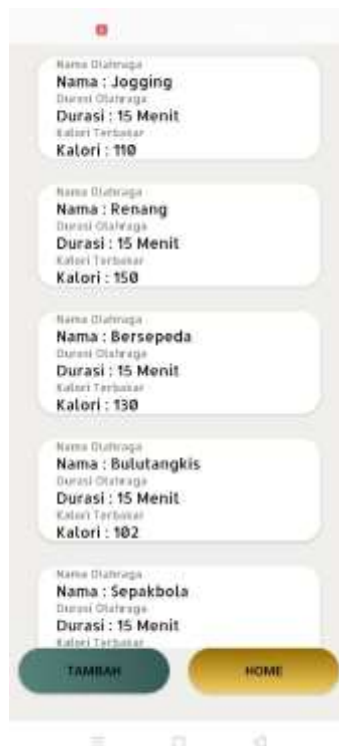 Nama Olahraga
Nama : Jogging
Durasi Olahraga
Durasi : 15 Menit
Kalori Terbakar
Kalori : 110
Nama Olahraga
Nama : Renang
Durasi Olahraga
Durasi : 15 Menit
Kalori Terbakar
Kalori : 150
Nama Olahraga
Nama : Bersepeda
Durasi Olahraga
Durasi : 15 Menit
Kalori Terbakar
Kalori : 130
Nama Olahraga
Nama : Bulutangkis
Durasi Olahraga
Durasi : 15 Menit
Kalori Terbakar
Kalori : 102
Nama Olahraga
Nama : Sepakbola
Durasi Olahraga
Durasi : 15 Menit
Kalori Terbakar
TAMBAH
HOME